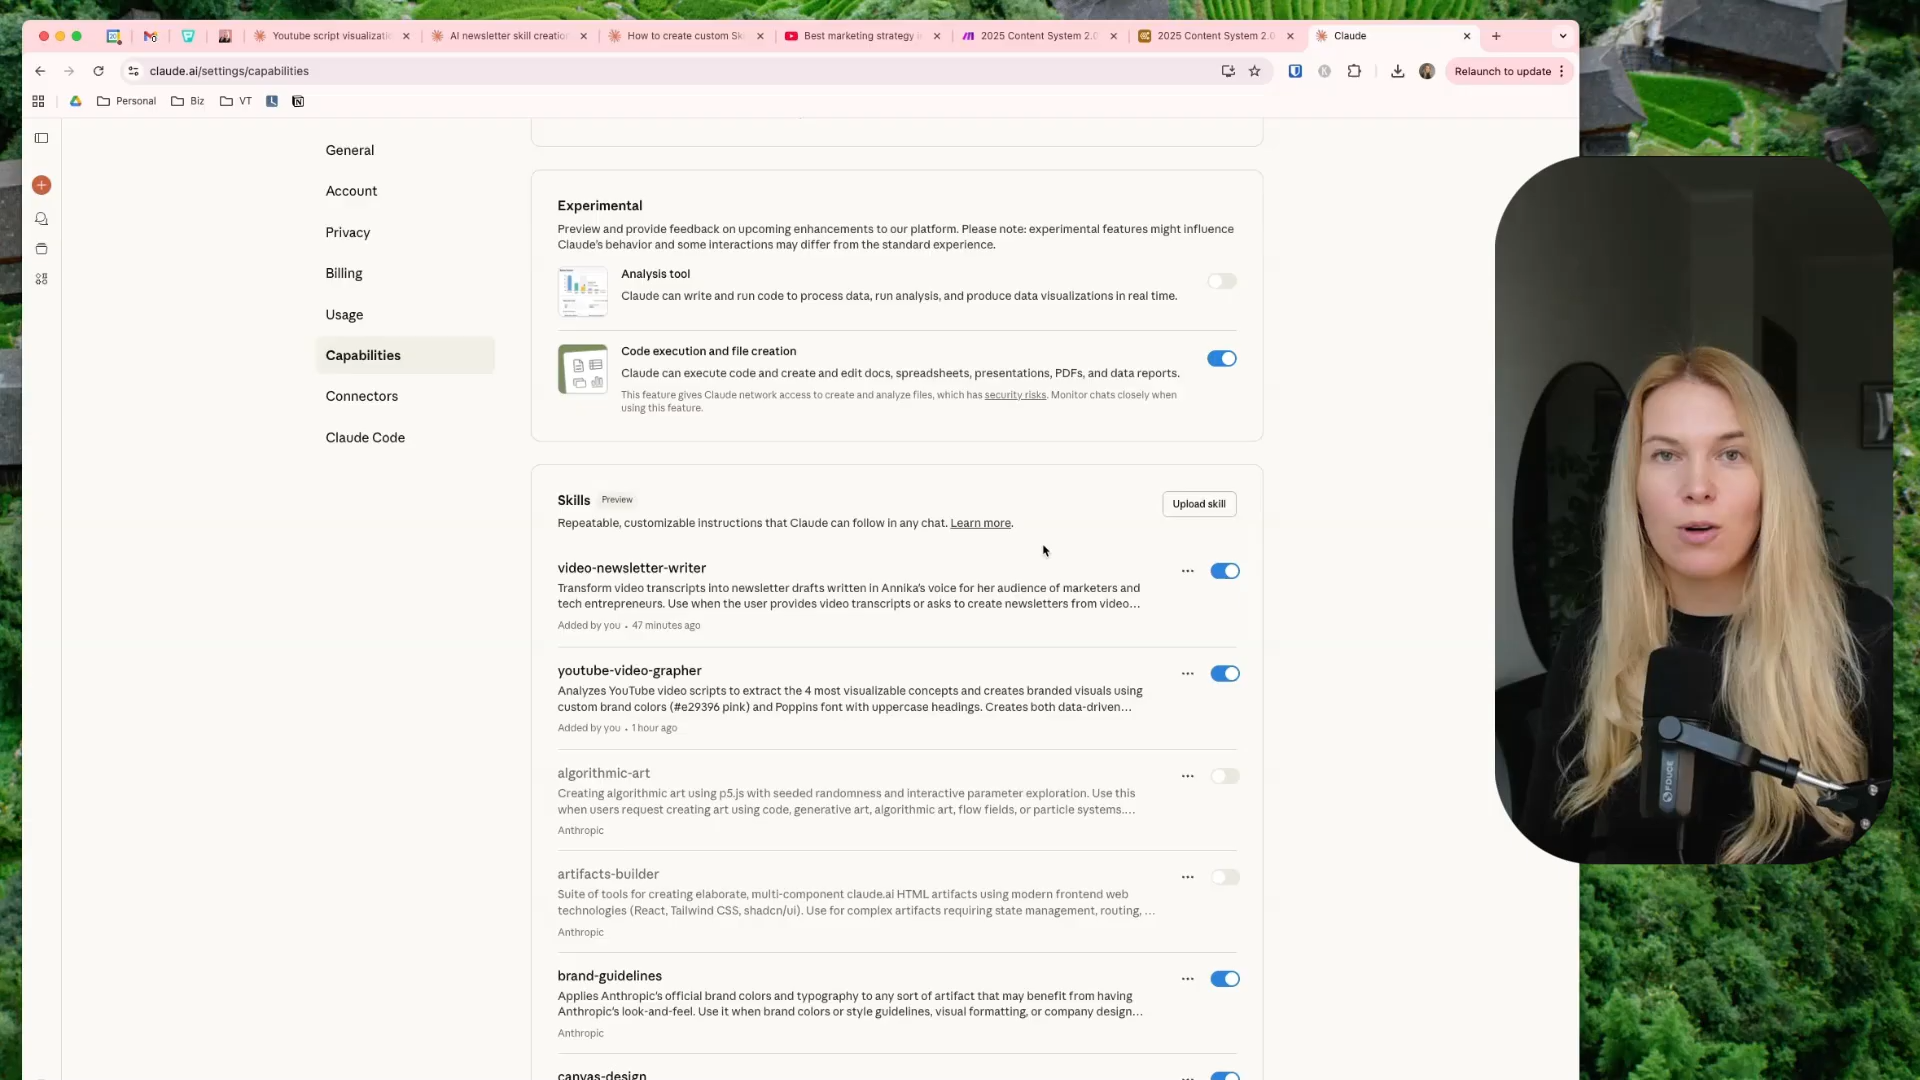 Youtube script visualizati
AI newsletter skill creation
How to create custom Sk
Best marketing strategy i
2025 Content System 2.0
2025 Content System 2.0
Claude
claude.ai/settings/capabilities
Relaunch to update
Personal
Biz
VT
General
Account
Privacy
Billing
Usage
Capabilities
Connectors
Claude Code
Experimental
Preview and provide feedback on upcoming enhancements to our platform. Please note: experimental features might influence
Claude's behavior and some interactions may differ from the standard experience.
Analysis tool
Claude can write and run code to process data, run analysis, and produce data visualizations in real time.
Code execution and file creation
Claude can execute code and create and edit docs, spreadsheets, presentations, PDFs, and data reports.
This feature gives Claude network access to create and analyze files, which has security risks. Monitor chats closely when
using this feature.
Skills Preview
Upload skill
Repeatable, customizable instructions that Claude can follow in any chat. Learn more.
video-newsletter-writer
Transform video transcripts into newsletter drafts written in Annika's voice for her audience of marketers and
tech entrepreneurs. Use when the user provides video transcripts or asks to create newsletters from video…
Added by you • 47 minutes ago
youtube-video-grapher
Analyzes YouTube video scripts to extract the 4 most visualizable concepts and creates branded visuals using
custom brand colors (#e29396 pink) and Poppins font with uppercase headings. Creates both data-driven…
Added by you • 1 hour ago
algorithmic-art
Creating algorithmic art using p5.js with seeded randomness and interactive parameter exploration. Use this
when users request creating art using code, generative art, algorithmic art, flow fields, or particle systems.…
Anthropic
artifacts-builder
Suite of tools for creating elaborate, multi-component claude.ai HTML artifacts using modern frontend web
technologies (React, Tailwind CSS, shadcn/ui). Use for complex artifacts requiring state management, routing, …
Anthropic
brand-guidelines
Applies Anthropic's official brand colors and typography to any sort of artifact that may benefit from having
Anthropic's look-and-feel. Use it when brand colors or style guidelines, visual formatting, or company design…
Anthropic
canvas-design
FDUCE